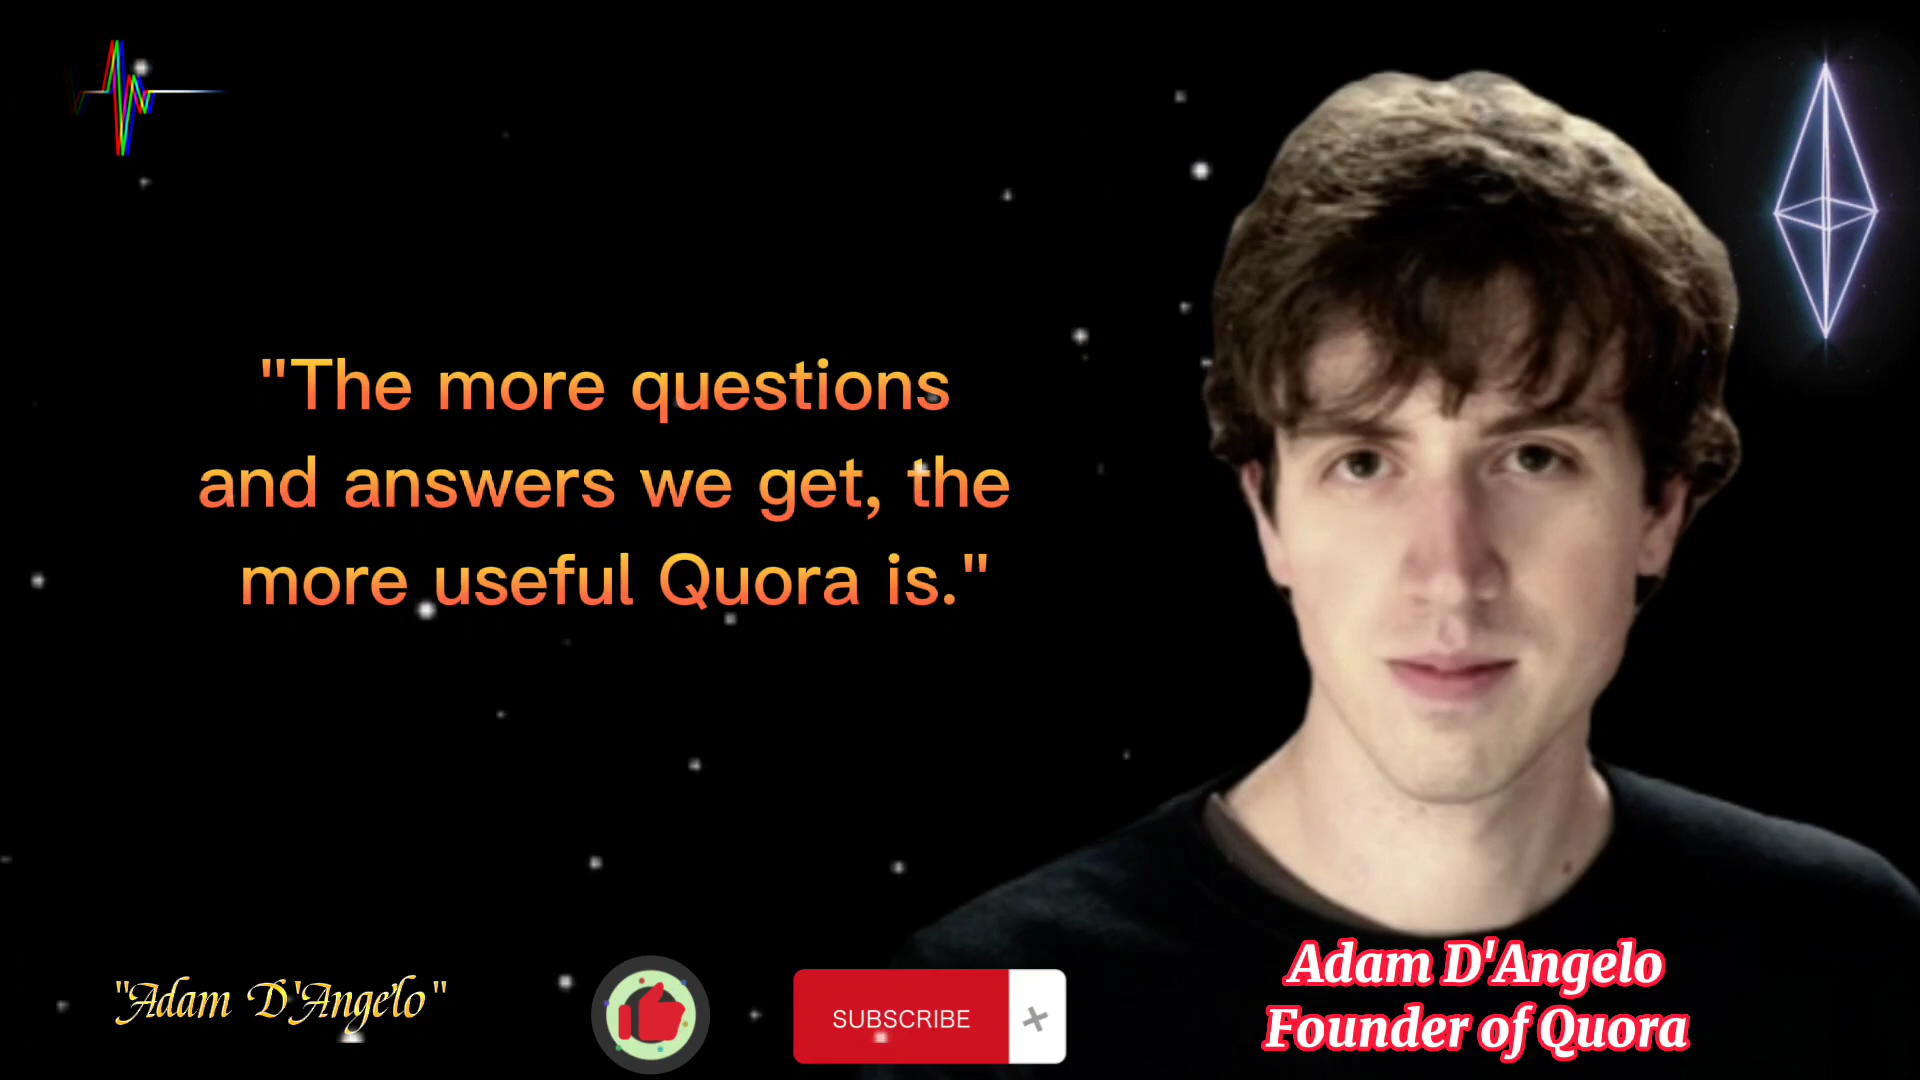 "The more questions
and answers we get, the
more useful Quora is."
"Adam D'Angelo"
SUBSCRIBE
Adam D'Angelo
Founder of Quora